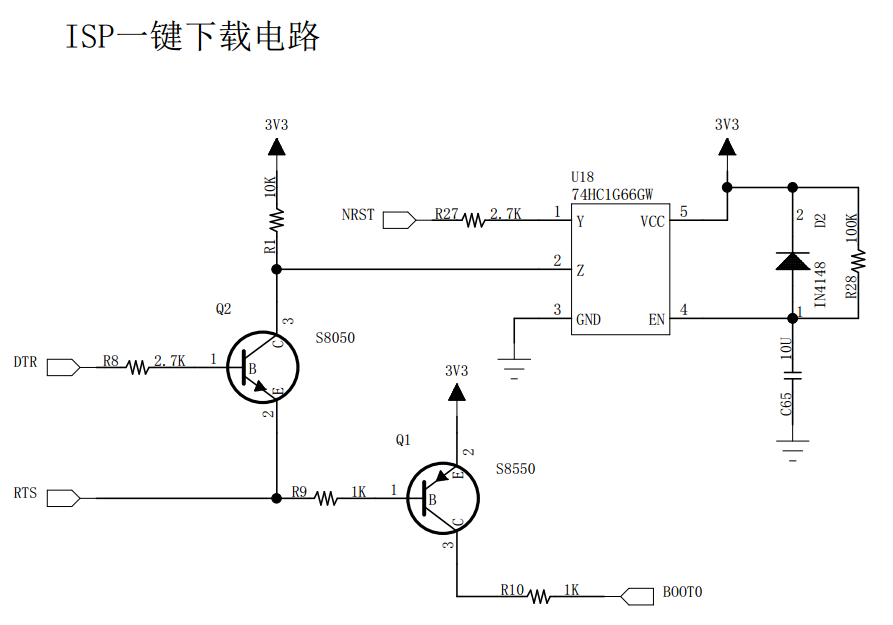 ISP一键下载电路
3V3
3V3
10K
R1
U18
74HC1G66GW
NRST
R27
2.7K
1
Y
VCC
5
2
Z
3
GND
EN
4
2
D2
IN4148
1
100K
R28
10U
C65
Q2
3
C
S8050
DTR
R8
2.7K
1
B
E
2
3V3
Q1
2
E
S8550
RTS
R9
1K
1
B
C
3
R10
1K
BOOT0